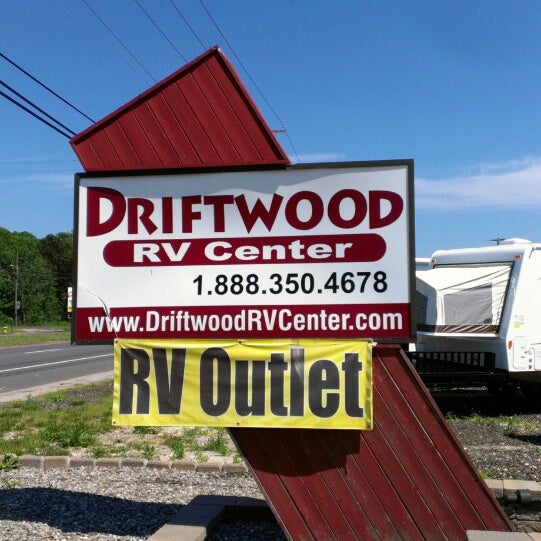 DRIFTWOOD
RV Center
1.888.350.4678
www.DriftwoodRVCenter.com
RV Outlet